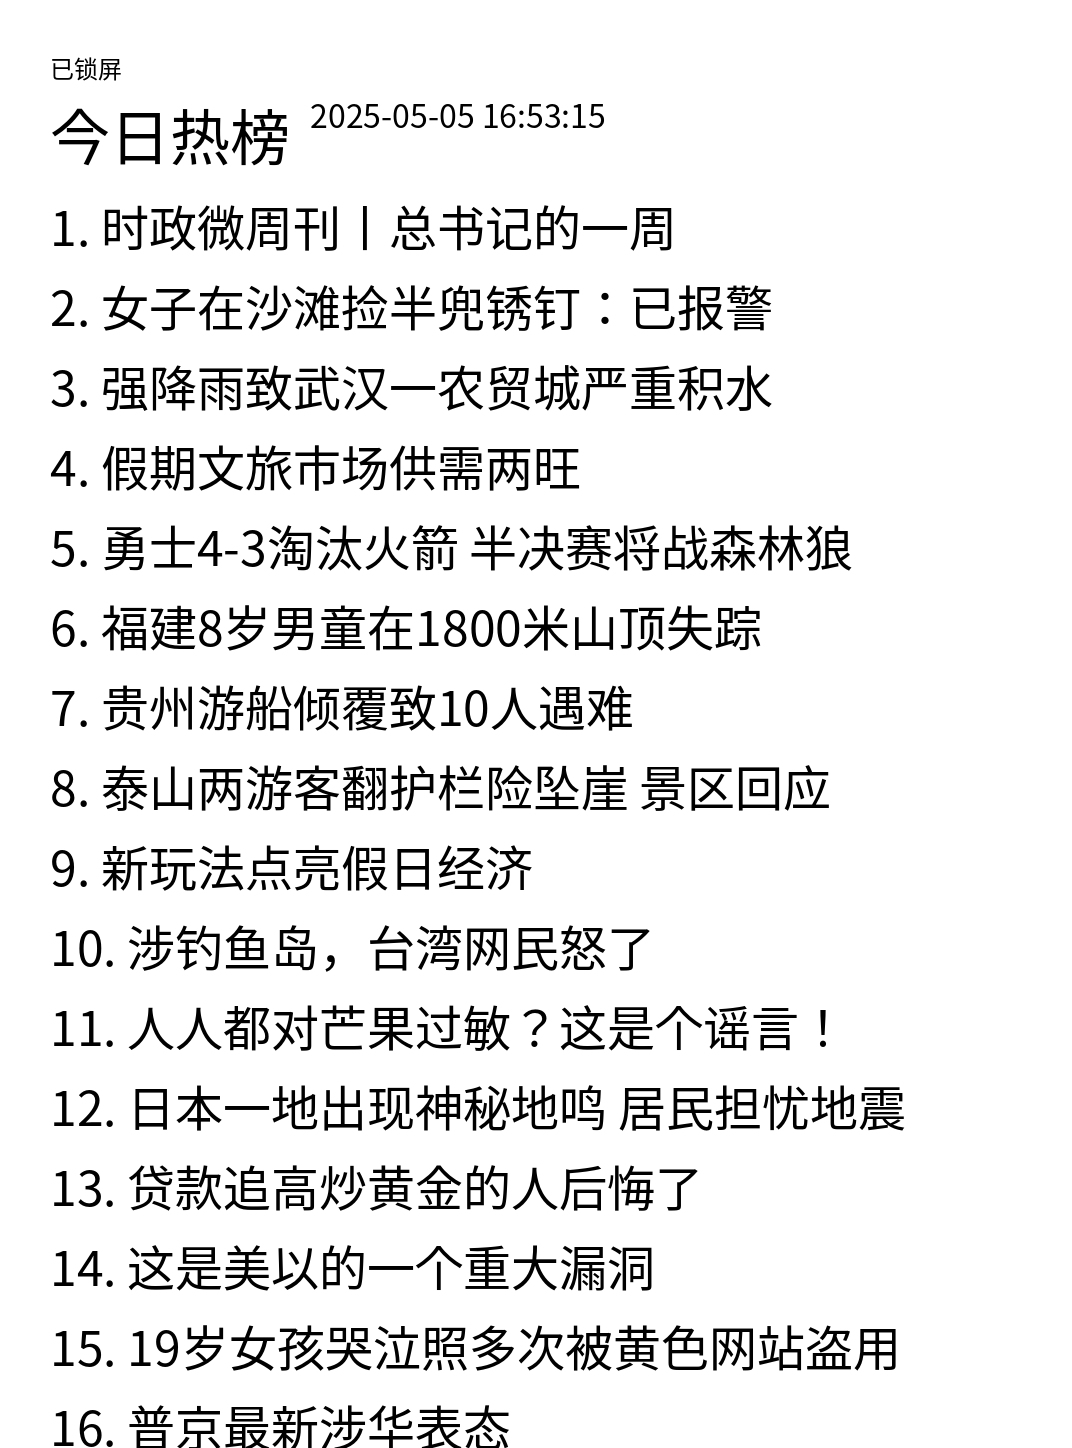 已锁屏
今日热榜 2025-05-05 16:53:15
1. 时政微周刊丨总书记的一周
2. 女子在沙滩捡半兜锈钉：已报警
3. 强降雨致武汉一农贸城严重积水
4. 假期文旅市场供需两旺
5. 勇士4-3淘汰火箭 半决赛将战森林狼
6. 福建8岁男童在1800米山顶失踪
7. 贵州游船倾覆致10人遇难
8. 泰山两游客翻护栏险坠崖 景区回应
9. 新玩法点亮假日经济
10. 涉钓鱼岛，台湾网民怒了
11. 人人都对芒果过敏？这是个谣言！
12. 日本一地出现神秘地鸣 居民担忧地震
13. 贷款追高炒黄金的人后悔了
14. 这是美以的一个重大漏洞
15. 19岁女孩哭泣照多次被黄色网站盗用
16. 普京最新涉华表态